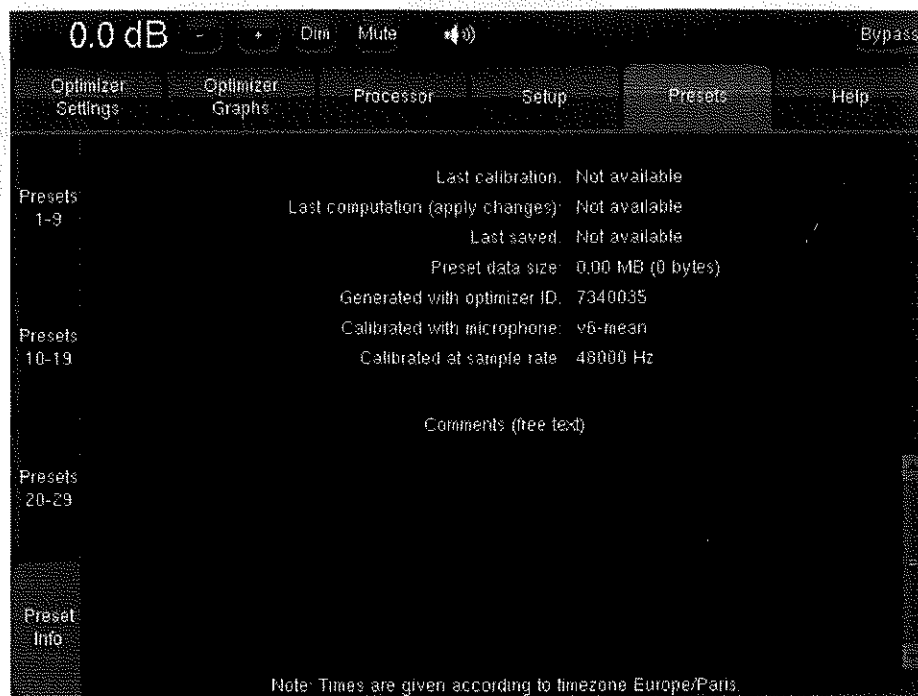 0.0 dB - + Dim Mute Bypass
Optimizer Settings
Optimizer Graphs
Processor
Setup
Presets
Help
Presets 1-9
Presets 10-19
Presets 20-29
Preset Info
Last calibration: Not available
Last computation (apply changes): Not available
Last saved: Not available
Preset data size: 0.00 MB (0 bytes)
Generated with optimizer ID: 7340035
Calibrated with microphone: v6-mean
Calibrated at sample rate 48000 Hz
Comments (free text)
Note: Times are given according to timezone Europe/Paris.